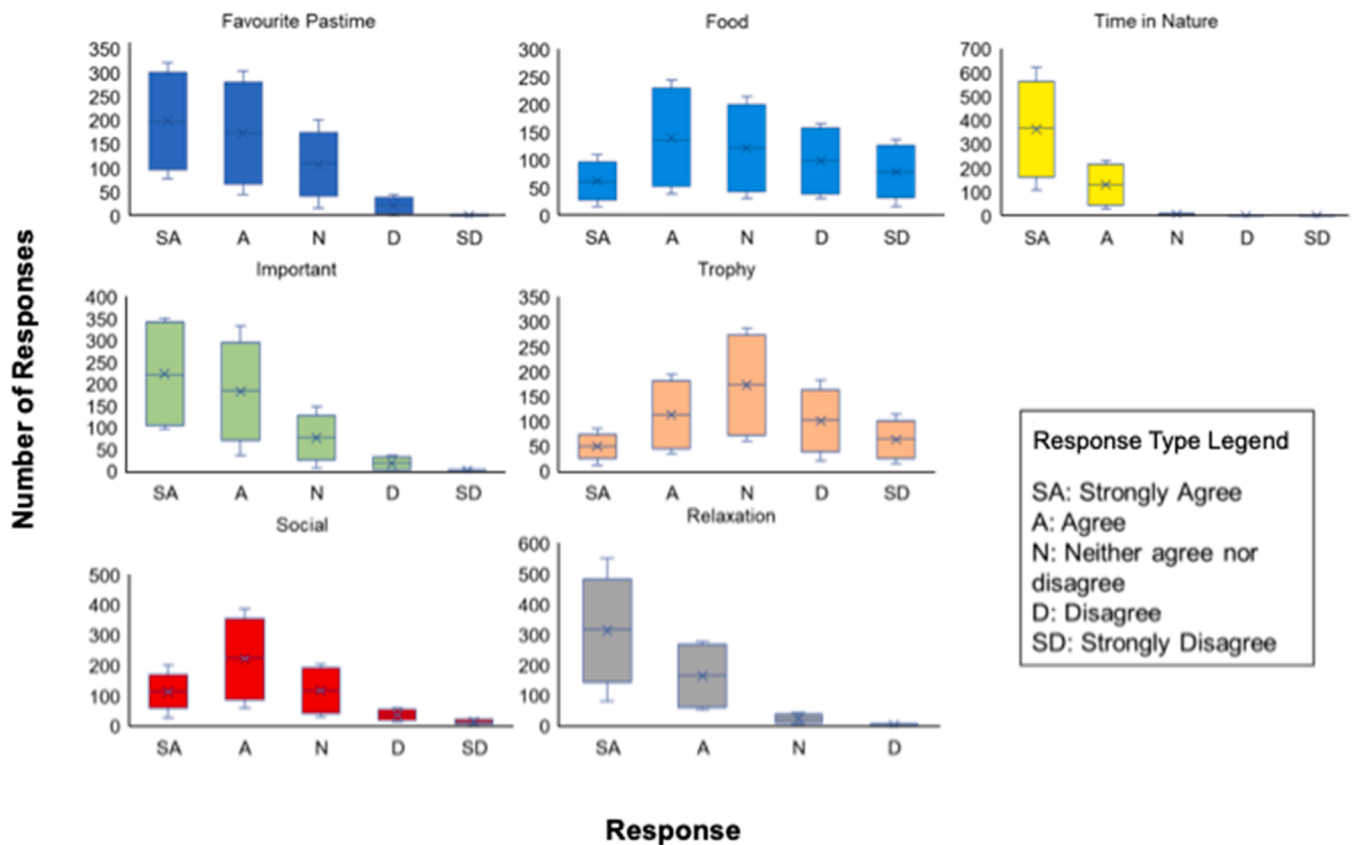 Favourite Pastime
350
300
250
200
150
100
50
0
SA A N D SD
Food
300
250
200
150
100
50
0
SA A N D SD
Time in Nature
700
600
500
400
300
200
100
0
SA A N D SD
Number of Responses
Important
400
350
300
250
200
150
100
50
0
SA A N D SD
Trophy
350
300
250
200
150
100
50
0
SA A N D SD
Social
500
400
300
200
100
0
SA A N D SD
Relaxation
600
500
400
300
200
100
0
SA A N D
Response Type Legend
SA: Strongly Agree
A: Agree
N: Neither agree nor
disagree
D: Disagree
SD: Strongly Disagree
Response